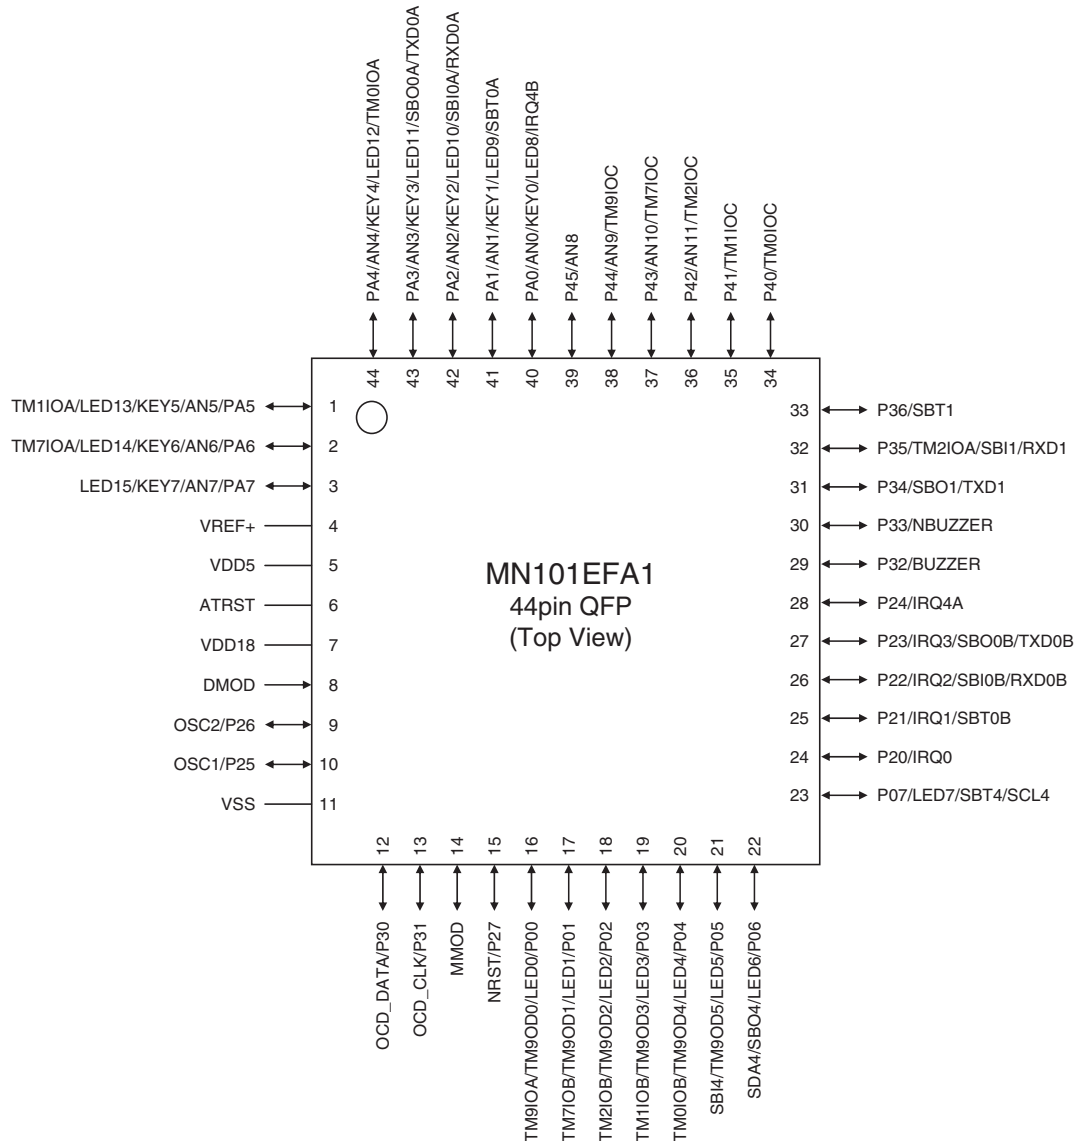 PA4/AN4/KEY4/LED12/TM0IOA
PA3/AN3/KEY3/LED11/SBO0A/TXD0A
PA2/AN2/KEY2/LED10/SBI0A/RXD0A
PA1/AN1/KEY1/LED9/SBT0A
PA0/AN0/KEY0/LED8/IRQ4B
P45/AN8
P44/AN9/TM9IOC
P43/AN10/TM7IOC
P42/AN11/TM2IOC
P41/TM1IOC
P40/TM0IOC
44
43
42
41
40
39
38
37
36
35
34
TM1IOA/LED13/KEY5/AN5/PA5 1
TM7IOA/LED14/KEY6/AN6/PA6 2
LED15/KEY7/AN7/PA7 3
VREF+ 4
VDD5 5
ATRST 6
VDD18 7
DMOD 8
OSC2/P26 9
OSC1/P25 10
VSS 11
MN101EFA1
44pin QFP
(Top View)
33 P36/SBT1
32 P35/TM2IOA/SBI1/RXD1
31 P34/SBO1/TXD1
30 P33/NBUZZER
29 P32/BUZZER
28 P24/IRQ4A
27 P23/IRQ3/SBO0B/TXD0B
26 P22/IRQ2/SBI0B/RXD0B
25 P21/IRQ1/SBT0B
24 P20/IRQ0
23 P07/LED7/SBT4/SCL4
12
13
14
15
16
17
18
19
20
21
22
OCD_DATA/P30
OCD_CLK/P31
MMOD
NRST/P27
TM9IOA/TM9OD0/LED0/P00
TM7IOB/TM9OD1/LED1/P01
TM2IOB/TM9OD2/LED2/P02
TM1IOB/TM9OD3/LED3/P03
TM0IOB/TM9OD4/LED4/P04
SBI4/TM9OD5/LED5/P05
SDA4/SBO4/LED6/P06